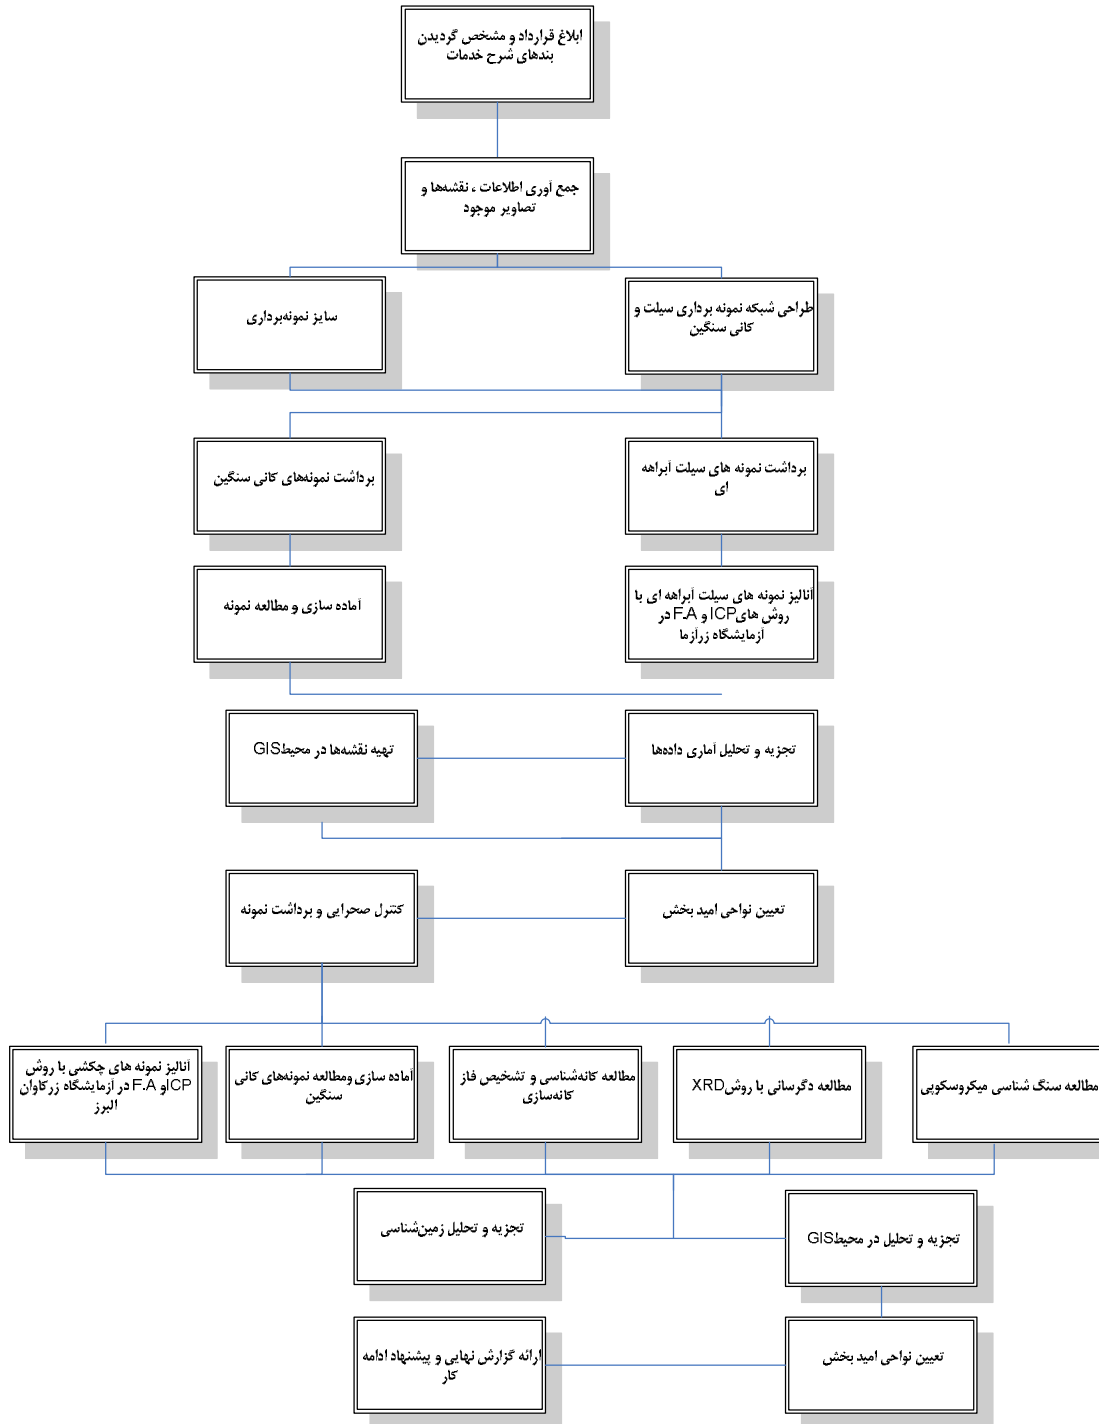 ابلاغ قرارداد و مشخص گردیدن
بندهای شرح خدمات
جمع آوری اطلاعات ، نقشه‌ها و
تصاویر موجود
طراحی شبکه نمونه برداری سیلت و
کانی سنگین
سایز نمونه‌برداری
برداشت نمونه های سیلت آبراهه
ای
برداشت نمونه‌های کانی سنگین
آنالیز نمونه های سیلت آبراهه ای با
روش هایICP و F.A در
آزمایشگاه زرآزما
آماده سازی و مطالعه نمونه
تجزیه و تحلیل آماری داده‌ها
تهیه نقشه‌ها در محیطGIS
تعیین نواحی امید بخش
کنترل صحرایی و برداشت نمونه
مطالعه سنگ شناسی میکروسکوپی
مطالعه دگرسانی با روشXRD
مطالعه کانه‌شناسی و تشخیص فاز
کانه‌سازی
آماده سازی ومطالعه نمونه‌های کانی
سنگین
آنالیز نمونه های چکشی با روش
ICPو F.A در آزمایشگاه زرکاوان
البرز
تجزیه و تحلیل در محیطGIS
تجزیه و تحلیل زمین‌شناسی
تعیین نواحی امید بخش
ارائه گزارش نهایی و پیشنهاد ادامه
کار